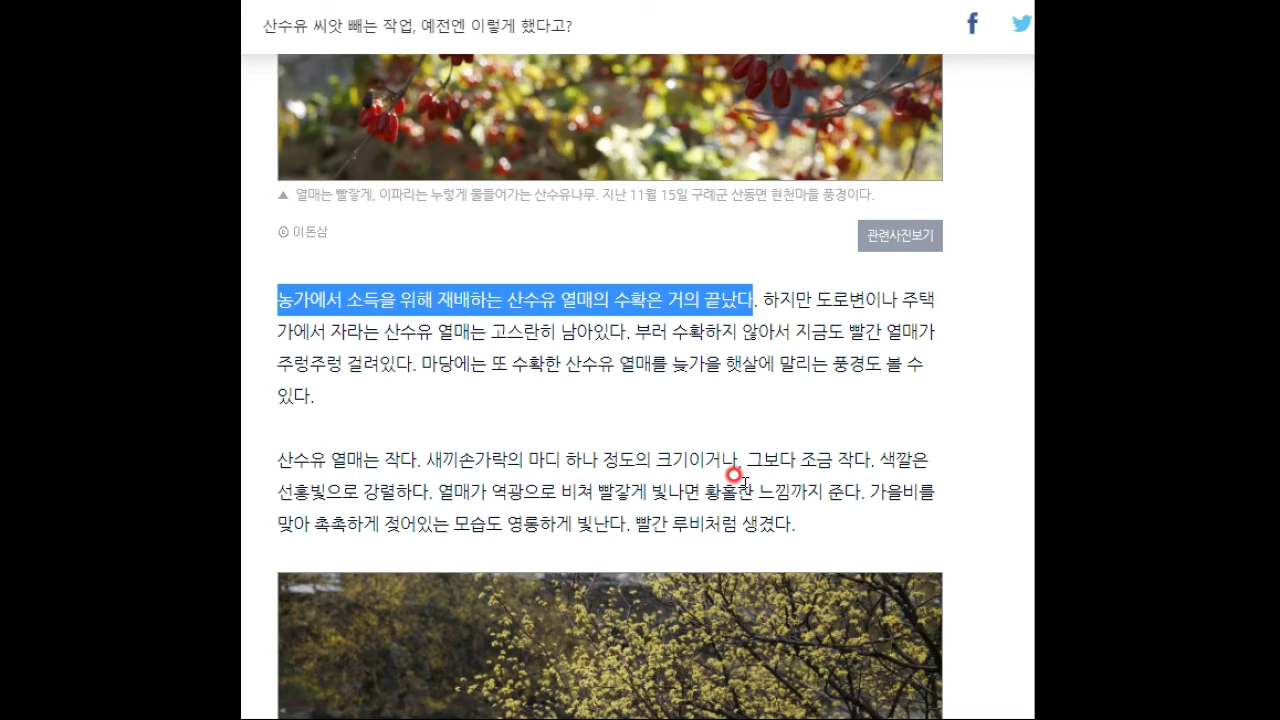 산수유 씨앗 빼는 작업, 예전엔 이렇게 했다고?
▲ 열매는 빨갛게, 이파리는 누렇게 물들어가는 산수유나무. 지난 11월 15일 구례군 산동면 현천마을 풍경이다.
ⓒ 이돈삼
관련사진보기
농가에서 소득을 위해 재배하는 산수유 열매의 수확은 거의 끝났다. 하지만 도로변이나 주택
가에서 자라는 산수유 열매는 고스란히 남아있다. 부러 수확하지 않아서 지금도 빨간 열매가
주렁주렁 걸려있다. 마당에는 또 수확한 산수유 열매를 늦가을 햇살에 말리는 풍경도 볼 수
있다.
산수유 열매는 작다. 새끼손가락의 마디 하나 정도의 크기이거나, 그보다 조금 작다. 색깔은
선홍빛으로 강렬하다. 열매가 역광으로 비쳐 빨갛게 빛나면 황홀한 느낌까지 준다. 가을비를
맞아 촉촉하게 젖어있는 모습도 영롱하게 빛난다. 빨간 루비처럼 생겼다.